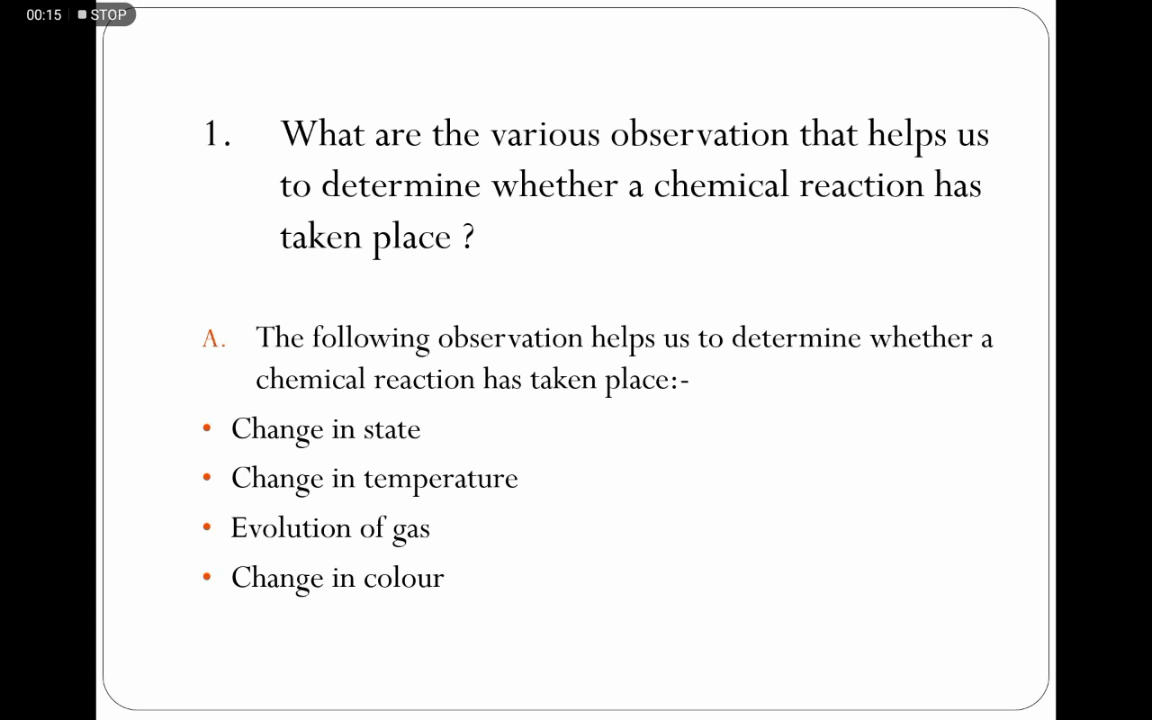 00:15 STOP
1. What are the various observation that helps us
to determine whether a chemical reaction has
taken place ?
A. The following observation helps us to determine whether a
chemical reaction has taken place:-
• Change in state
• Change in temperature
• Evolution of gas
• Change in colour